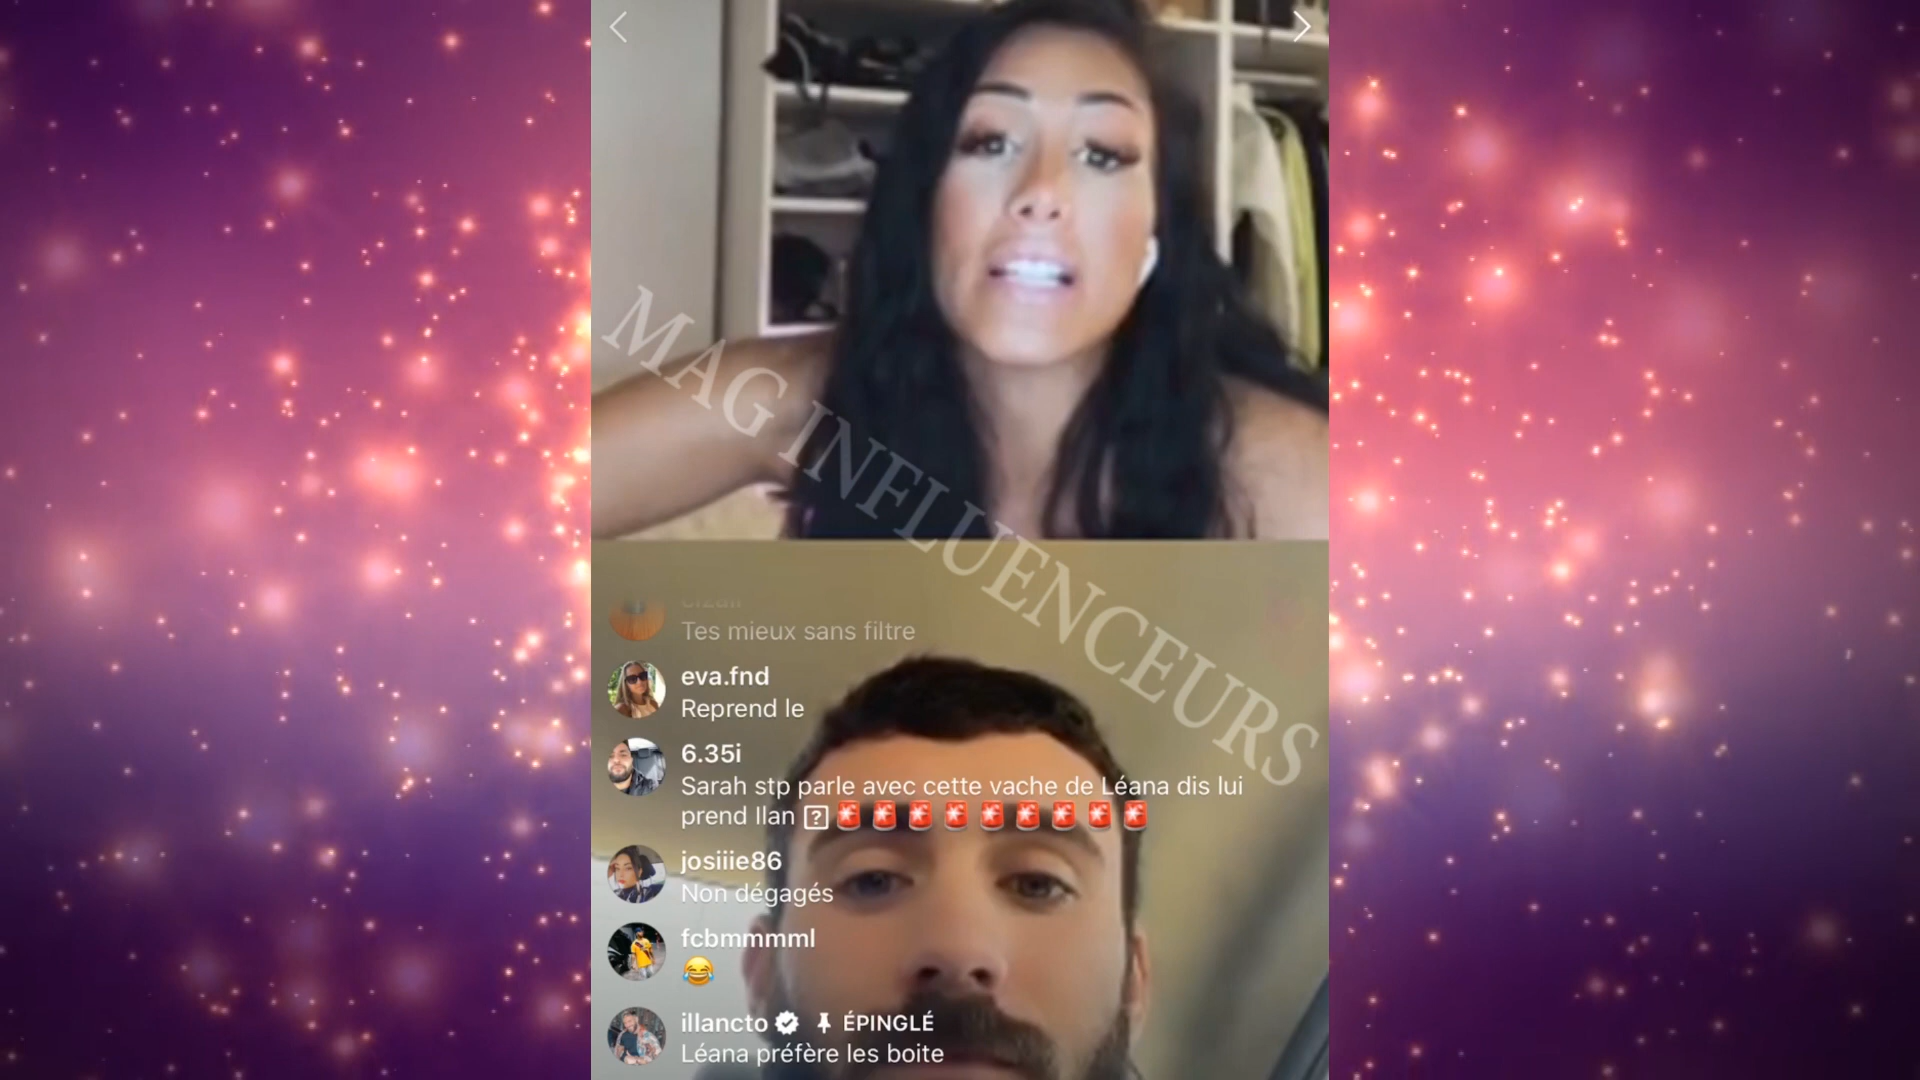 MAG INFLUENCEURS
Tes mieux sans filtre
eva.fnd
Reprend le
6.35i
Sarah stp parle avec cette vache de Léana dis lui
prend Ilan ?🚨🚨🚨🚨🚨🚨🚨🚨🚨
josiiie86
Non dégagés
fcbmmmml
😂
illancto ÉPINGLÉ
Léana préfère les boite